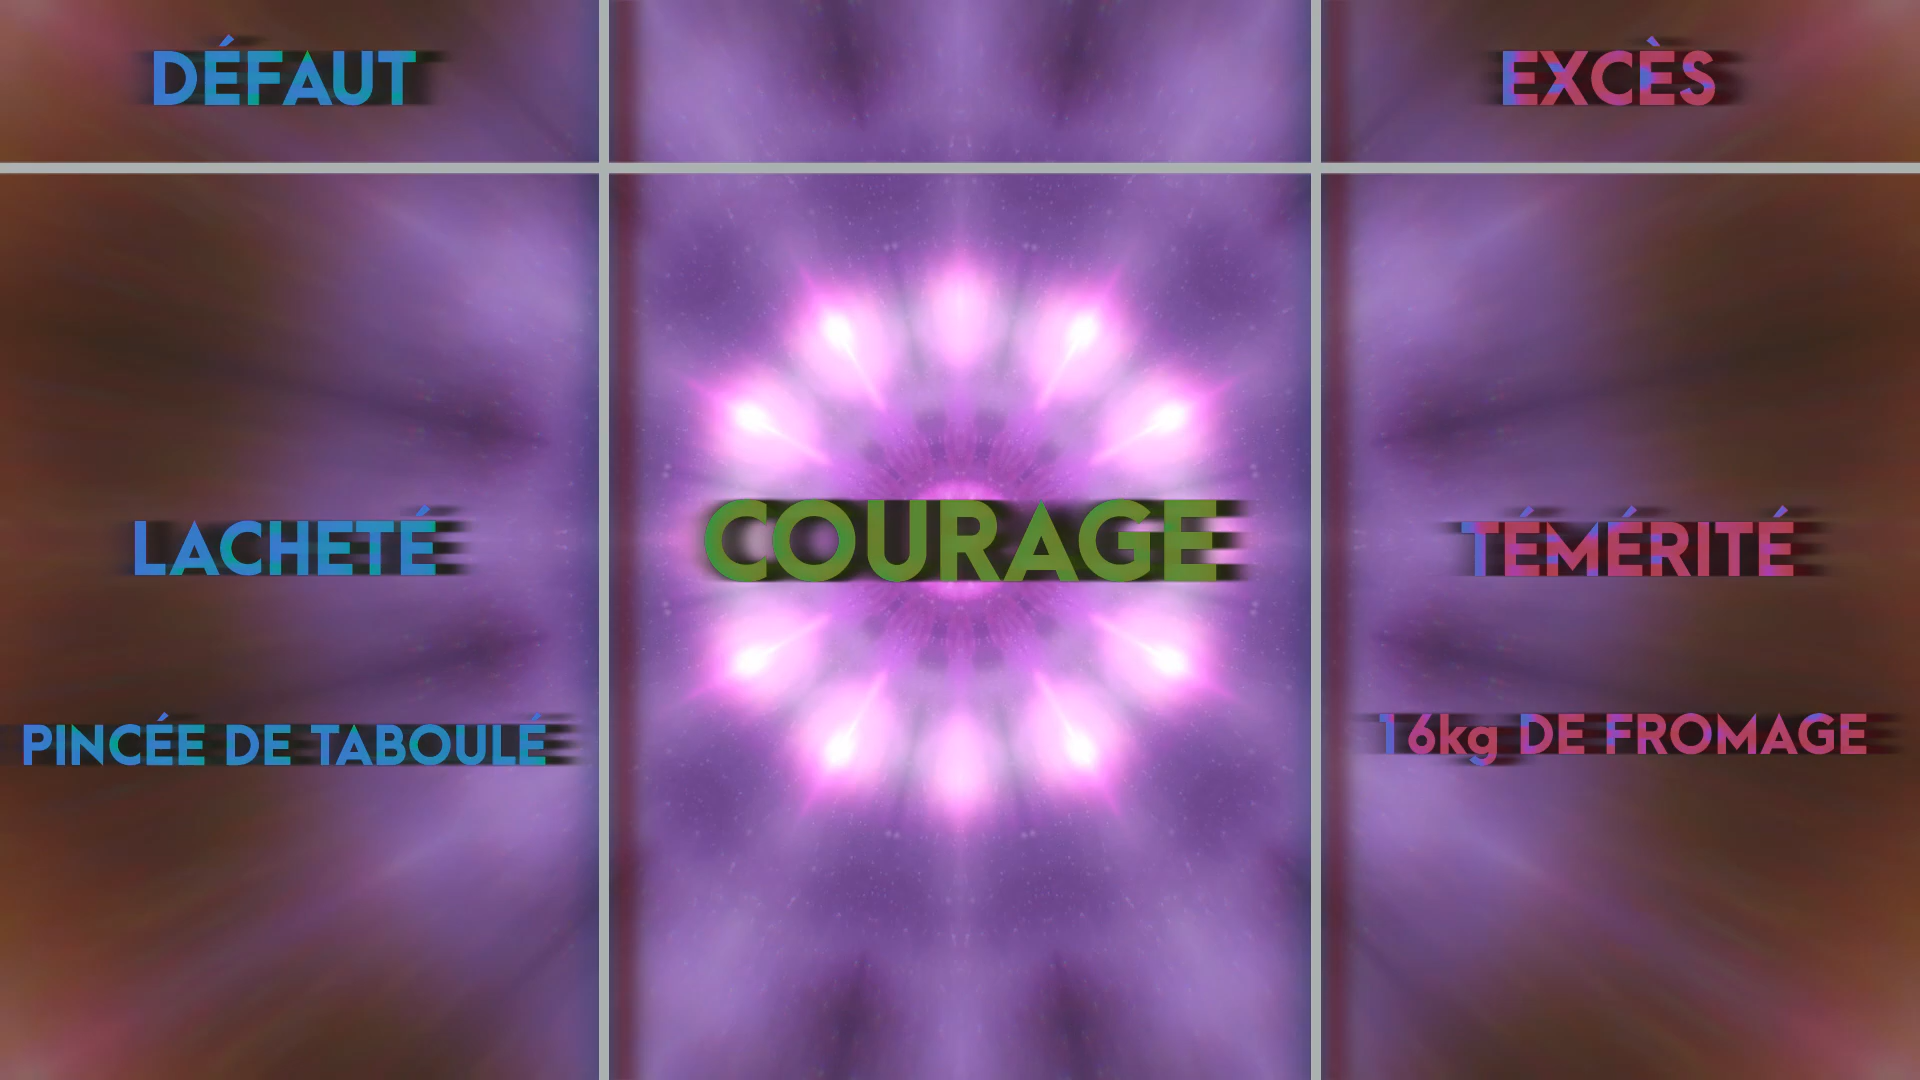 DÉFAUT
EXCÈS
LACHETÉ
COURAGE
TÉMÉRITÉ
PINCÉE DE TABOULÉ
16kg DE FROMAGE